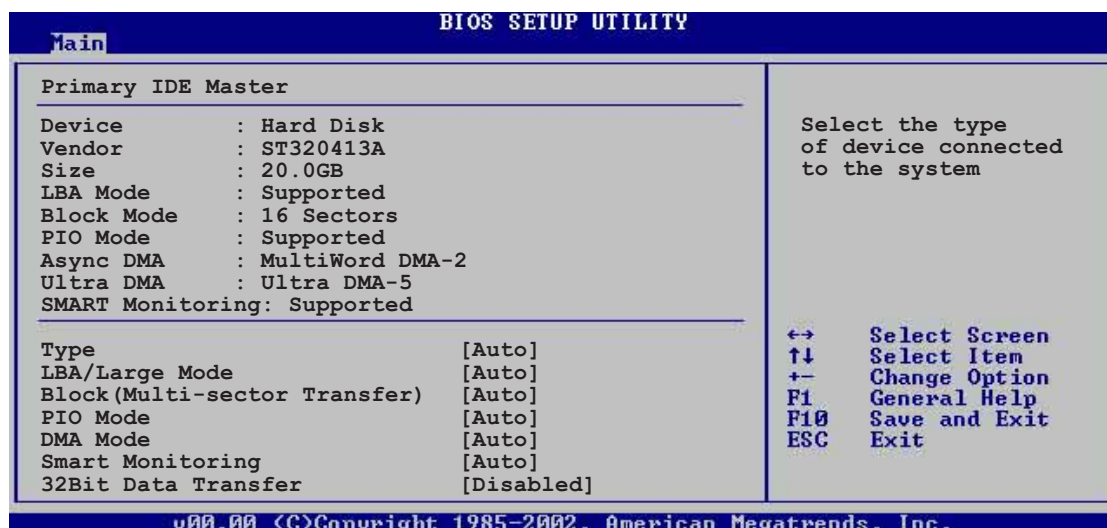 BIOS SETUP UTILITY
Main
Primary IDE Master
Device : Hard Disk
Vendor : ST320413A
Size : 20.0GB
LBA Mode : Supported
Block Mode : 16 Sectors
PIO Mode : Supported
Async DMA : MultiWord DMA-2
Ultra DMA : Ultra DMA-5
SMART Monitoring: Supported
Type [Auto]
LBA/Large Mode [Auto]
Block(Multi-sector Transfer) [Auto]
PIO Mode [Auto]
DMA Mode [Auto]
Smart Monitoring [Auto]
32Bit Data Transfer [Disabled]
Select the type
of device connected
to the system
←→ Select Screen
↑↓ Select Item
+- Change Option
F1 General Help
F10 Save and Exit
ESC Exit
v00.00 (C)Copyright 1985-2002, American Megatrends, Inc.